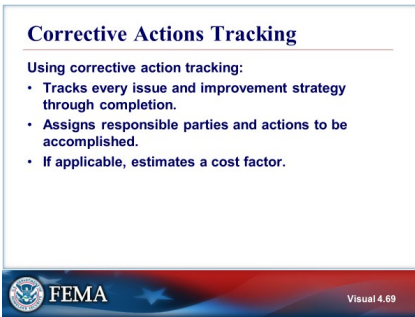 Corrective Actions Tracking
Using corrective action tracking:
• Tracks every issue and improvement strategy
through completion.
• Assigns responsible parties and actions to be
accomplished.
• If applicable, estimates a cost factor.
FEMA
Visual 4.69